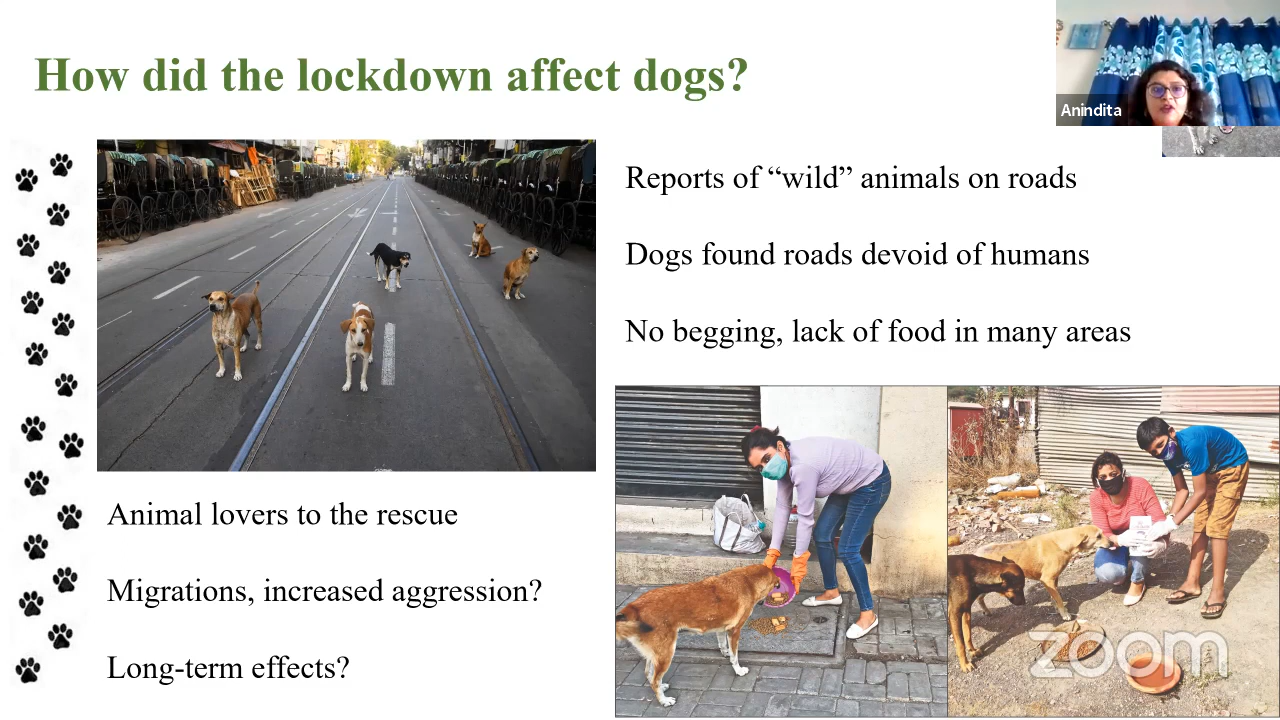 How did the lockdown affect dogs?
Anindita
Reports of “wild” animals on roads
Dogs found roads devoid of humans
No begging, lack of food in many areas
Animal lovers to the rescue
Migrations, increased aggression?
Long-term effects?
zoom